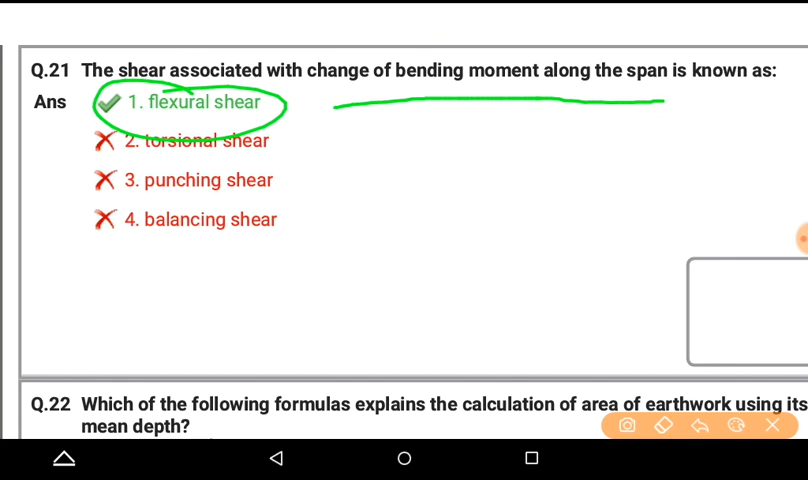 Q.21 The shear associated with change of bending moment along the span is known as:
Ans 1. flexural shear
2. torsional shear
3. punching shear
4. balancing shear
Q.22 Which of the following formulas explains the calculation of area of earthwork using its
mean depth?